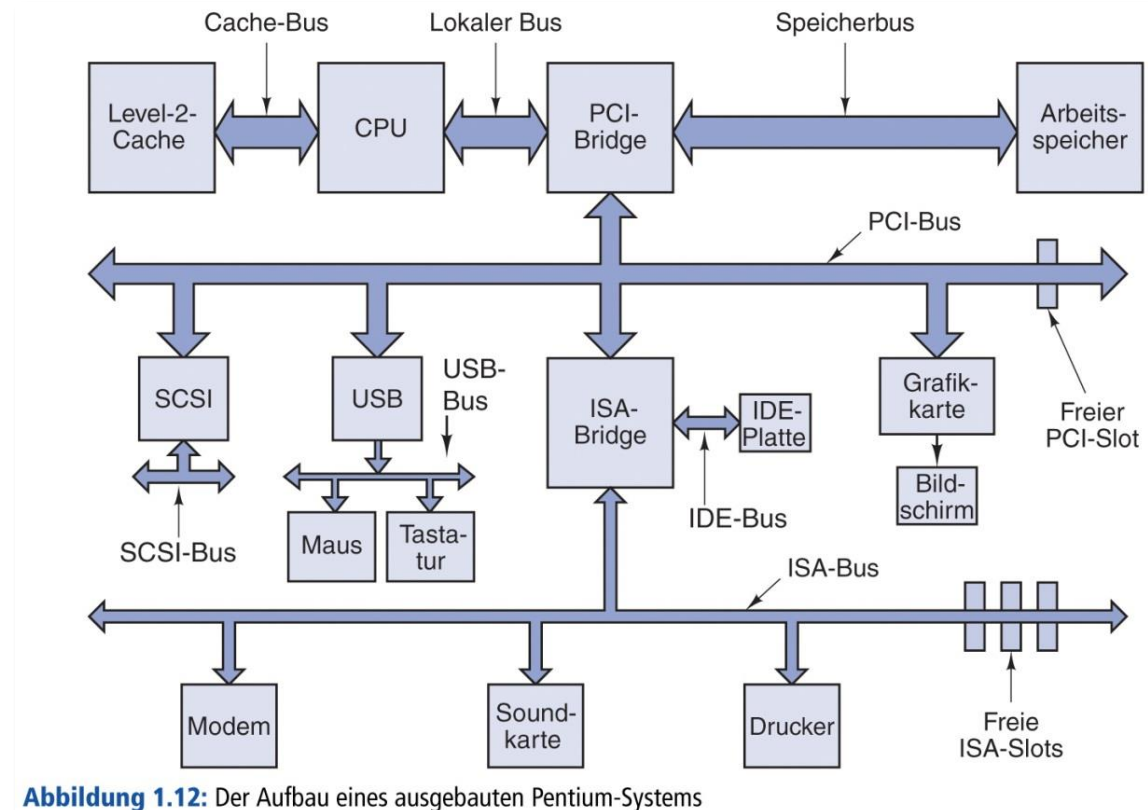 Cache-Bus
Lokaler Bus
Speicherbus
Level-2-
Cache
CPU
PCI-
Bridge
Arbeits-
speicher
PCI-Bus
SCSI
USB
USB-
Bus
ISA-
Bridge
IDE-
Platte
Grafik-
karte
Freier
PCI-Slot
SCSI-Bus
Maus
Tasta-
tur
IDE-Bus
Bild-
schirm
ISA-Bus
Modem
Sound-
karte
Drucker
Freie
ISA-Slots
Abbildung 1.12: Der Aufbau eines ausgebauten Pentium-Systems